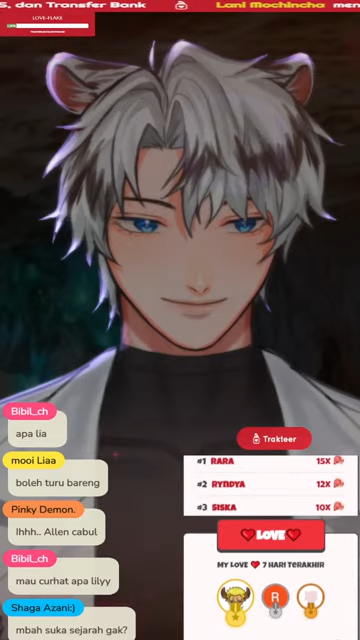 S, dan Transfer Bank
Lani Mochincha men
LOVE-FLAKE
Bibil_ch
apa lia
mooi Liaa
boleh turu bareng
Pinky Demon.
Ihhh.. Allen cabul
Bibil_ch
mau curhat apa lilyy
Shaga Azani:)
mbah suka sejarah gak?
Trakteer
#1 RARA 15X
#2 RYNDYA 12X
#3 SISKA 10X
LOVE
MY LOVE 7 HARI TERAKHIR
R